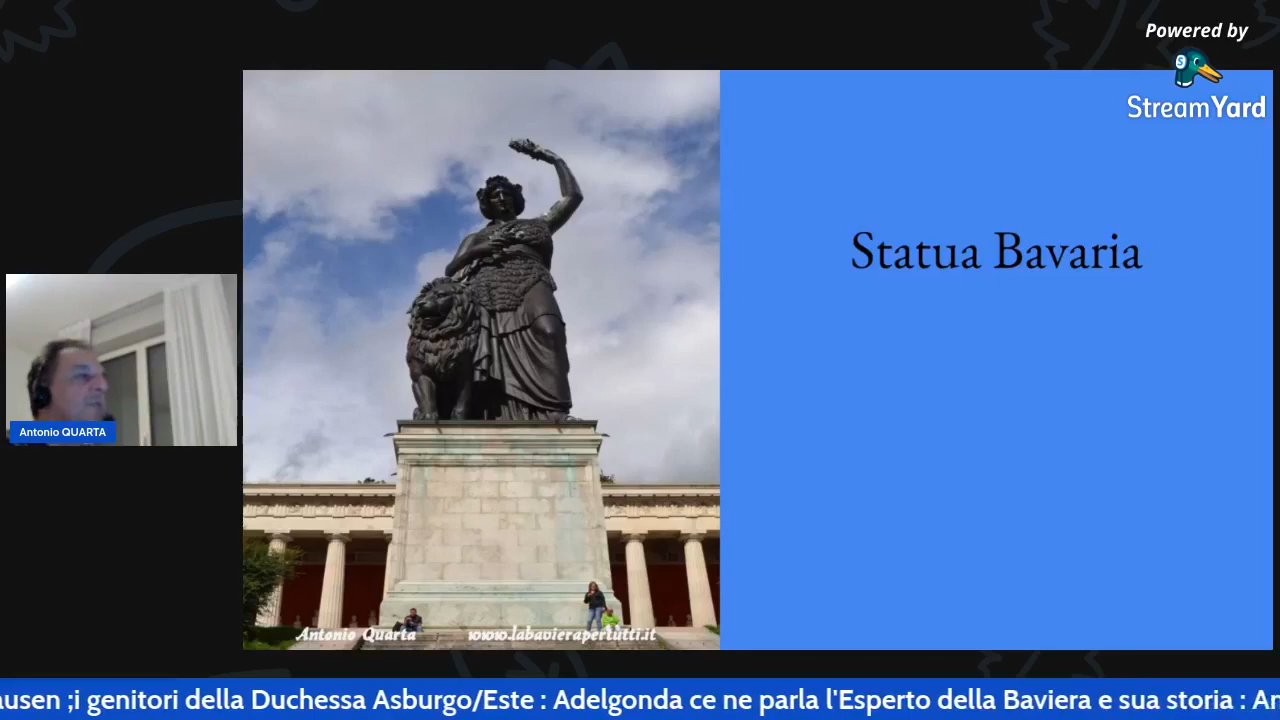 Powered by
StreamYard
Statua Bavaria
Antonio QUARTA
Antonio Quarta www.labavierapertutti.it
;i genitori della Duchessa Asburgo/Este : Adelgonda ce ne parla l'Esperto della Baviera e sua storia :